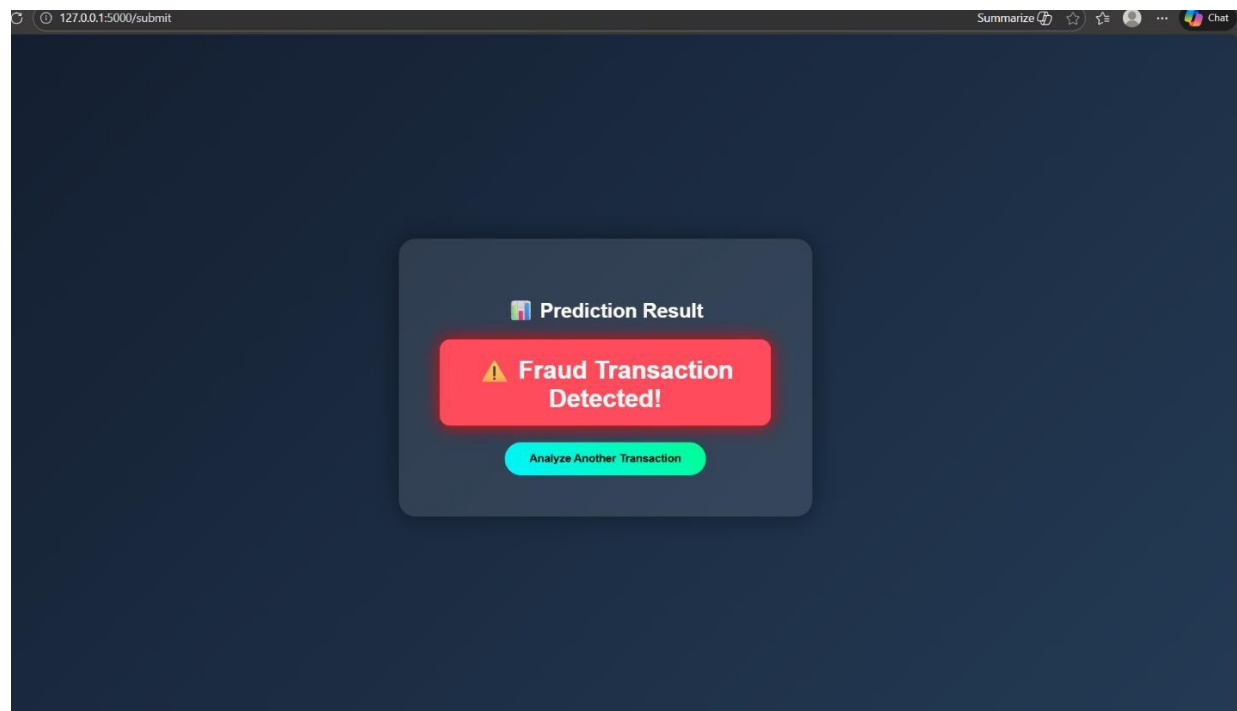 127.0.0.1:5000/submit
Summarize
Chat
Prediction Result
Fraud Transaction
Detected!
Analyze Another Transaction